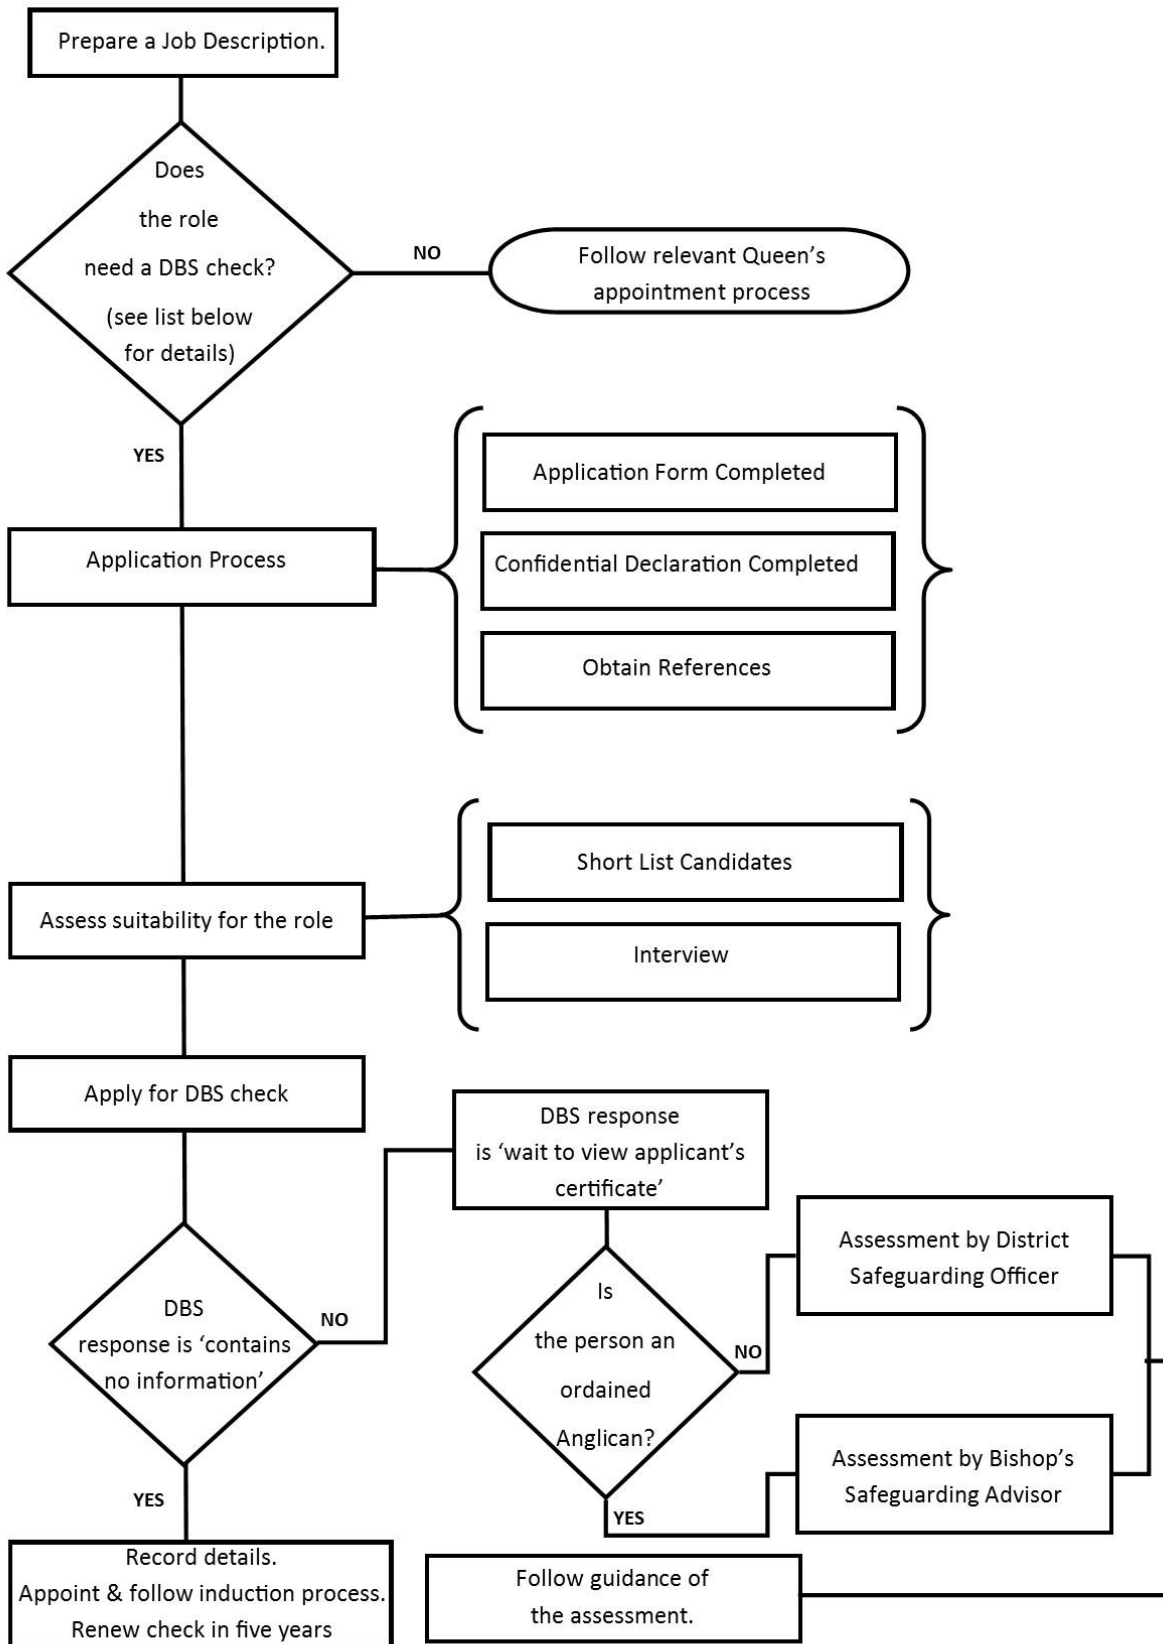 Prepare a Job Description.
Does
the role
need a DBS check?
(see list below
for details)
NO
Follow relevant Queen’s
appointment process
YES
Application Process
Application Form Completed
Confidential Declaration Completed
Obtain References
Assess suitability for the role
Short List Candidates
Interview
Apply for DBS check
DBS
response is ‘contains
no information’
NO
DBS response
is ‘wait to view applicant’s
certificate’
Is
the person an
ordained
Anglican?
NO
Assessment by District
Safeguarding Officer
YES
Assessment by Bishop’s
Safeguarding Advisor
YES
Record details.
Appoint & follow induction process.
Renew check in five years
Follow guidance of
the assessment.